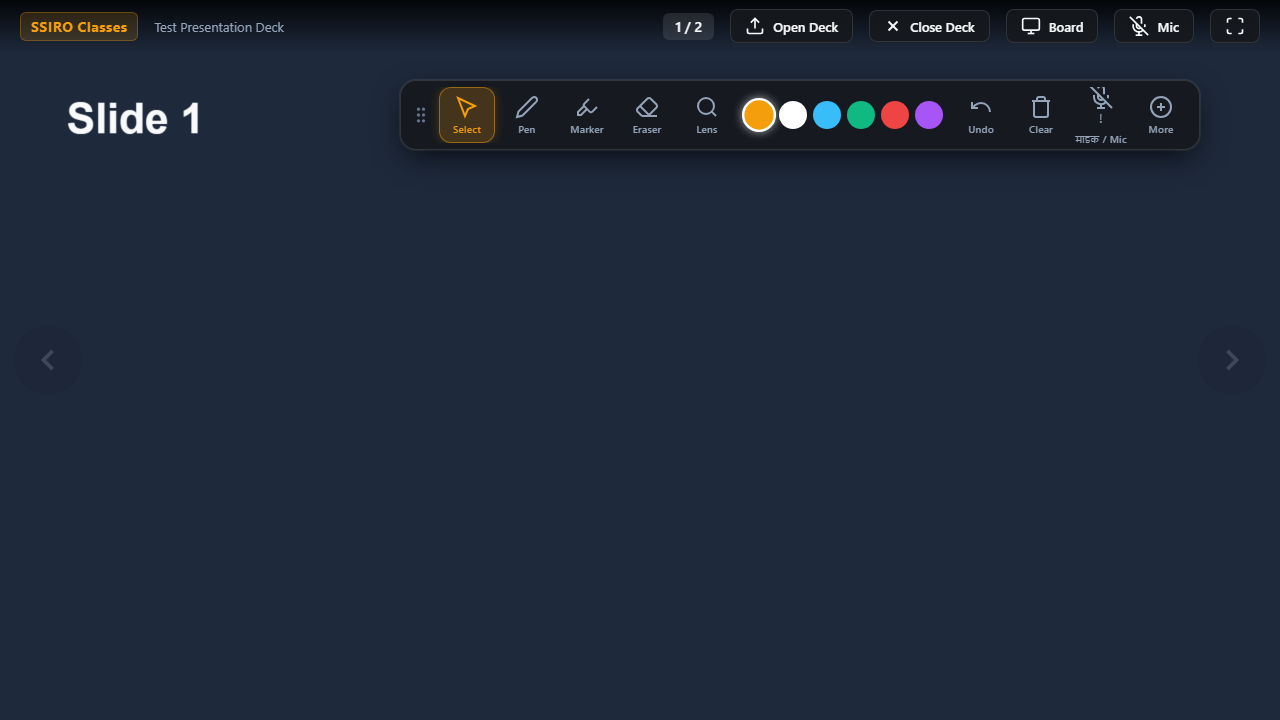 SSIRO Classes
Test Presentation Deck
1 / 2
Open Deck
Close Deck
Board
Mic
Slide 1
Select
Pen
Marker
Eraser
Lens
Undo
Clear
!
माइक / Mic
More